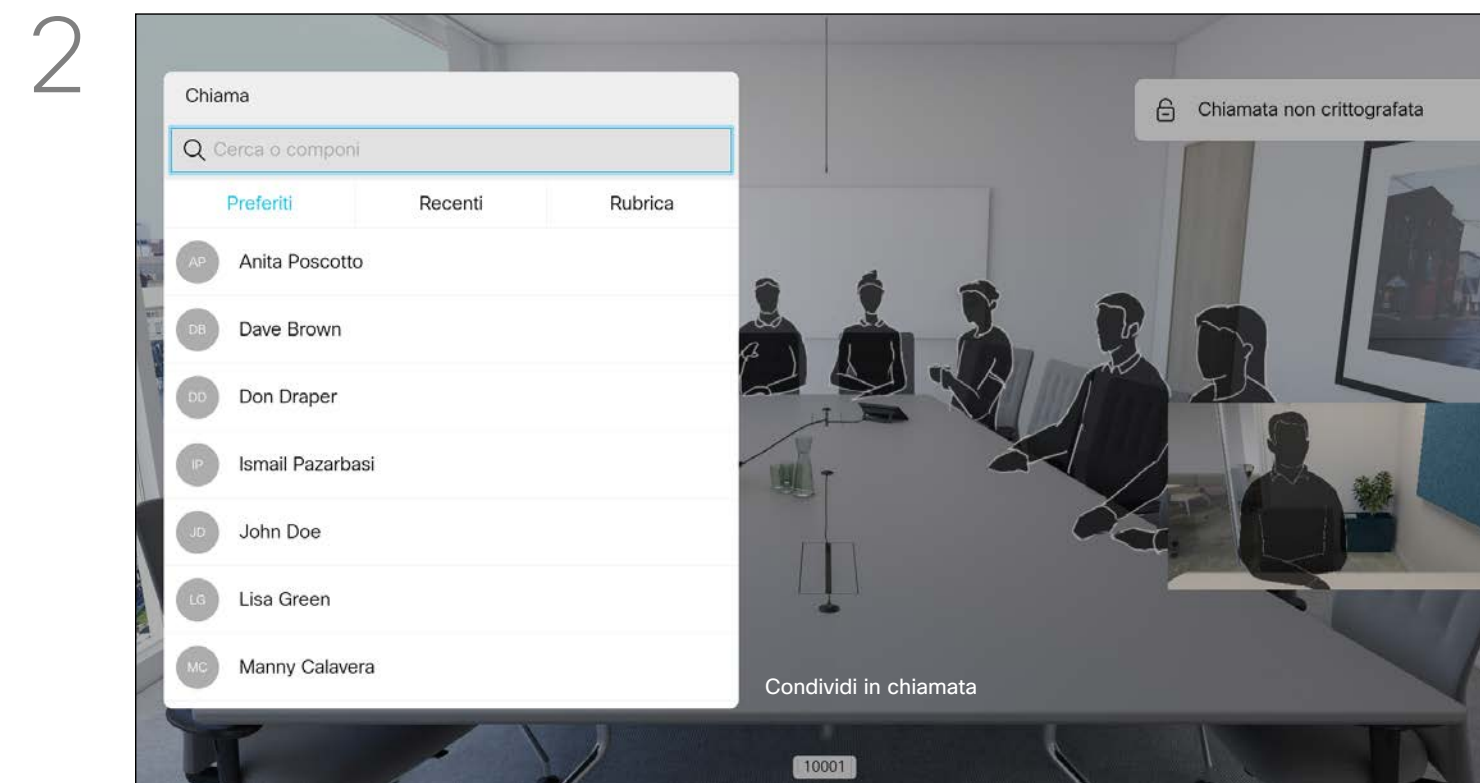 2
Chiama
Chiamata non crittografata
Cerca o componi
Preferiti Recenti Rubrica
AP Anita Poscotto
DB Dave Brown
DD Don Draper
IP Ismail Pazarbasi
JD John Doe
LG Lisa Green
MC Manny Calavera
Condividi in chiamata
10001